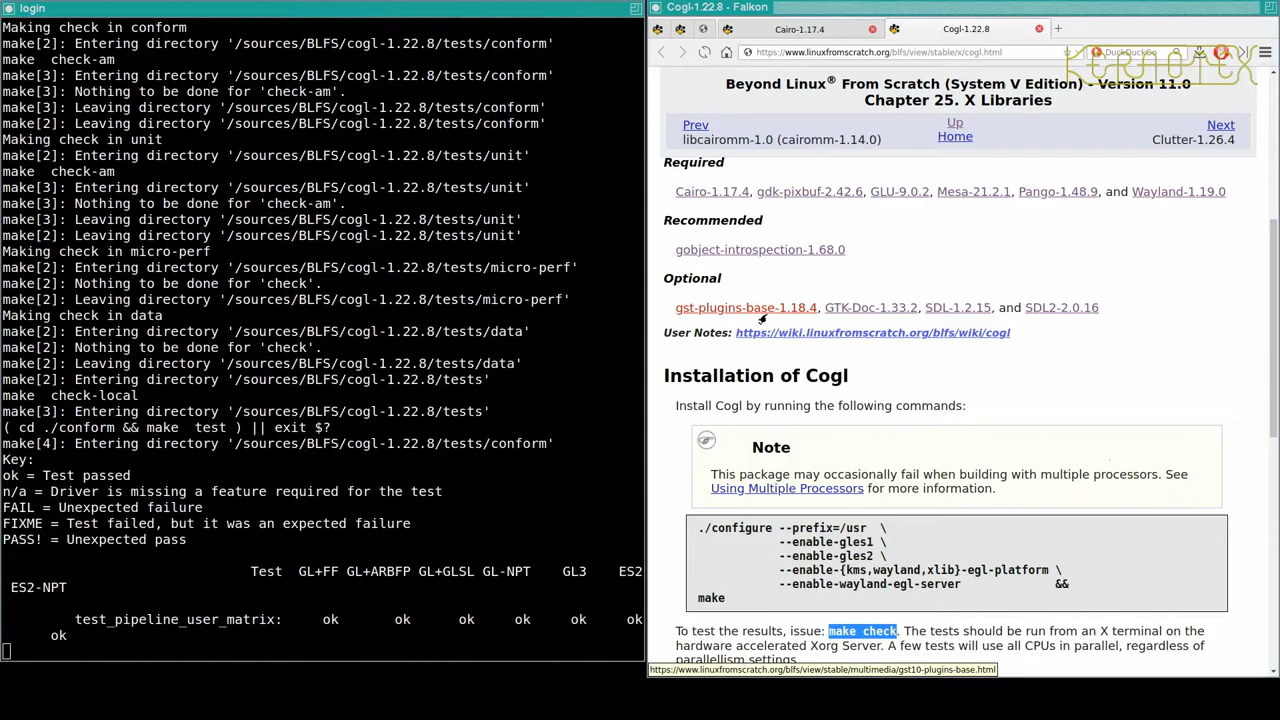 login
Making check in conform
make[2]: Entering directory '/sources/BLFS/cogl-1.22.8/tests/conform'
make  check-am
make[3]: Entering directory '/sources/BLFS/cogl-1.22.8/tests/conform'
make[3]: Nothing to be done for 'check-am'.
make[3]: Leaving directory '/sources/BLFS/cogl-1.22.8/tests/conform'
make[2]: Leaving directory '/sources/BLFS/cogl-1.22.8/tests/conform'
Making check in unit
make[2]: Entering directory '/sources/BLFS/cogl-1.22.8/tests/unit'
make  check-am
make[3]: Entering directory '/sources/BLFS/cogl-1.22.8/tests/unit'
make[3]: Nothing to be done for 'check-am'.
make[3]: Leaving directory '/sources/BLFS/cogl-1.22.8/tests/unit'
make[2]: Leaving directory '/sources/BLFS/cogl-1.22.8/tests/unit'
Making check in micro-perf
make[2]: Entering directory '/sources/BLFS/cogl-1.22.8/tests/micro-perf'
make[2]: Nothing to be done for 'check'.
make[2]: Leaving directory '/sources/BLFS/cogl-1.22.8/tests/micro-perf'
Making check in data
make[2]: Entering directory '/sources/BLFS/cogl-1.22.8/tests/data'
make[2]: Nothing to be done for 'check'.
make[2]: Leaving directory '/sources/BLFS/cogl-1.22.8/tests/data'
make[2]: Entering directory '/sources/BLFS/cogl-1.22.8/tests'
make  check-local
make[3]: Entering directory '/sources/BLFS/cogl-1.22.8/tests'
( cd ./conform && make  test ) || exit $?
make[4]: Entering directory '/sources/BLFS/cogl-1.22.8/tests/conform'
Key:
ok = Test passed
n/a = Driver is missing a feature required for the test
FAIL = Unexpected failure
FIXME = Test failed, but it was an expected failure
PASS! = Unexpected pass
Test  GL+FF GL+ARBFP GL+GLSL GL-NPT    GL3    ES2
ES2-NPT
test_pipeline_user_matrix:     ok       ok      ok     ok     ok     ok
ok
Cogl-1.22.8 - Falkon
Cairo-1.17.4
Cogl-1.22.8
https://www.linuxfromscratch.org/blfs/view/stable/x/cogl.html
DuckDuckGo
KERNOTEX
Beyond Linux® From Scratch (System V Edition) - Version 11.0
Chapter 25. X Libraries
Prev
Up
Next
libcairomm-1.0 (cairomm-1.14.0)
Home
Clutter-1.26.4
Required
Cairo-1.17.4, gdk-pixbuf-2.42.6, GLU-9.0.2, Mesa-21.2.1, Pango-1.48.9, and Wayland-1.19.0
Recommended
gobject-introspection-1.68.0
Optional
gst-plugins-base-1.18.4, GTK-Doc-1.33.2, SDL-1.2.15, and SDL2-2.0.16
User Notes: https://wiki.linuxfromscratch.org/blfs/wiki/cogl
Installation of Cogl
Install Cogl by running the following commands:
Note
This package may occasionally fail when building with multiple processors. See
Using Multiple Processors for more information.
./configure --prefix=/usr  \
--enable-gles1 \
--enable-gles2 \
--enable-{kms,wayland,xlib}-egl-platform \
--enable-wayland-egl-server            &&
make
To test the results, issue: make check. The tests should be run from an X terminal on the
hardware accelerated Xorg Server. A few tests will use all CPUs in parallel, regardless of
parallellism settings.
https://www.linuxfromscratch.org/blfs/view/stable/multimedia/gst10-plugins-base.html